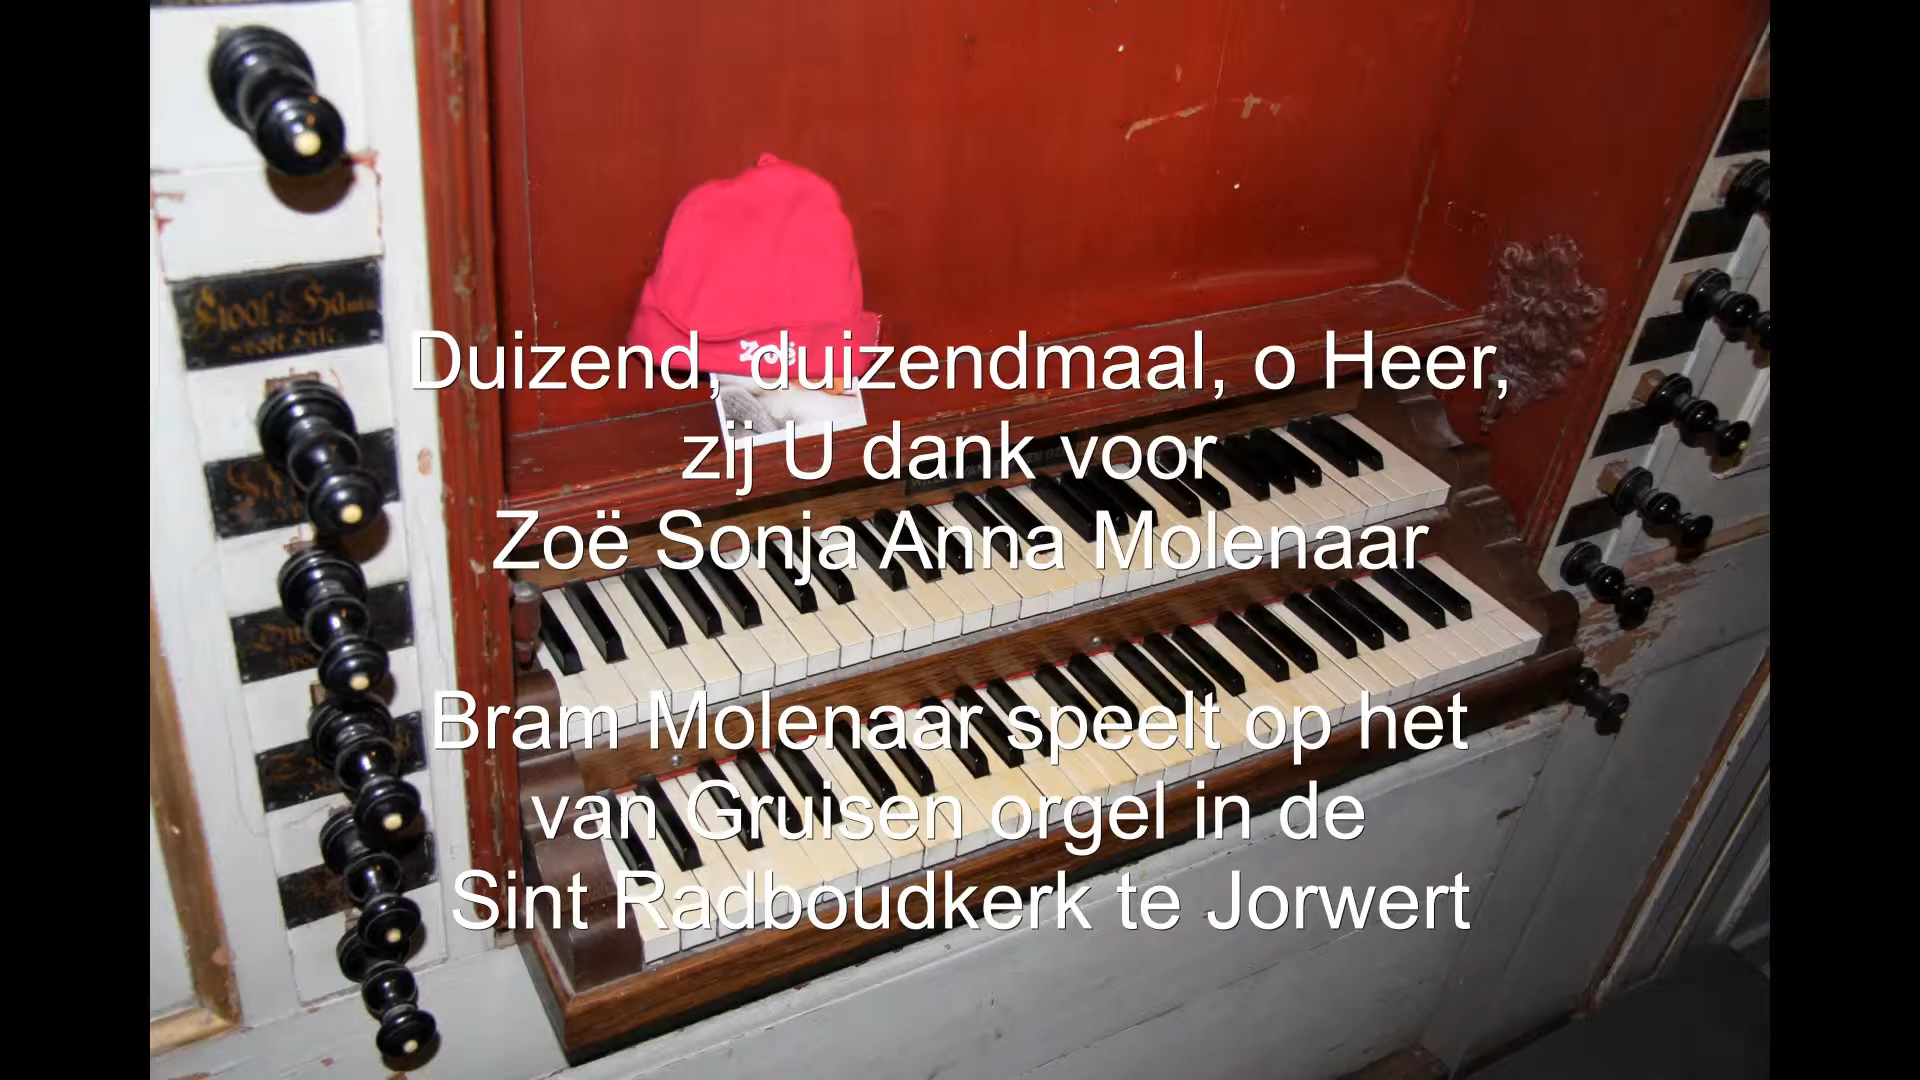 zoë
Duizend, duizendmaal, o Heer,
zij U dank voor
Zoë Sonja Anna Molenaar
Bram Molenaar speelt op het
van Gruisen orgel in de
Sint Radboudkerk te Jorwert